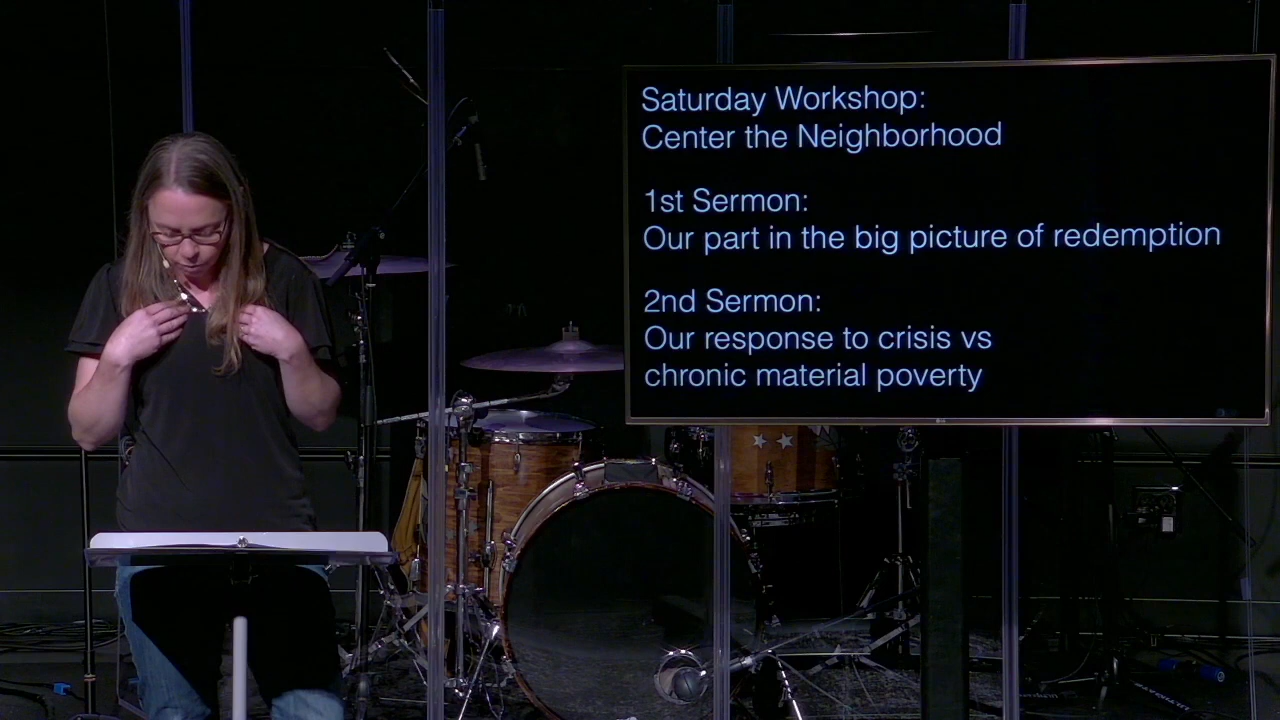 Saturday Workshop:
Center the Neighborhood
1st Sermon:
Our part in the big picture of redemption
2nd Sermon:
Our response to crisis vs
chronic material poverty